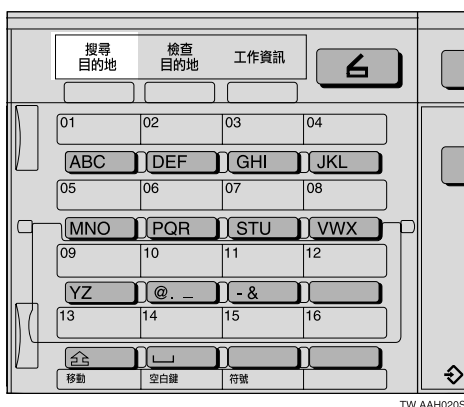 搜尋
目的地
檢查
目的地
工作資訊
01 02 03 04
ABC DEF GHI JKL
05 06 07 08
MNO PQR STU VWX
09 10 11 12
YZ @. _ - &
13 14 15 16
移動 空白鍵 符號
TW AAH020S